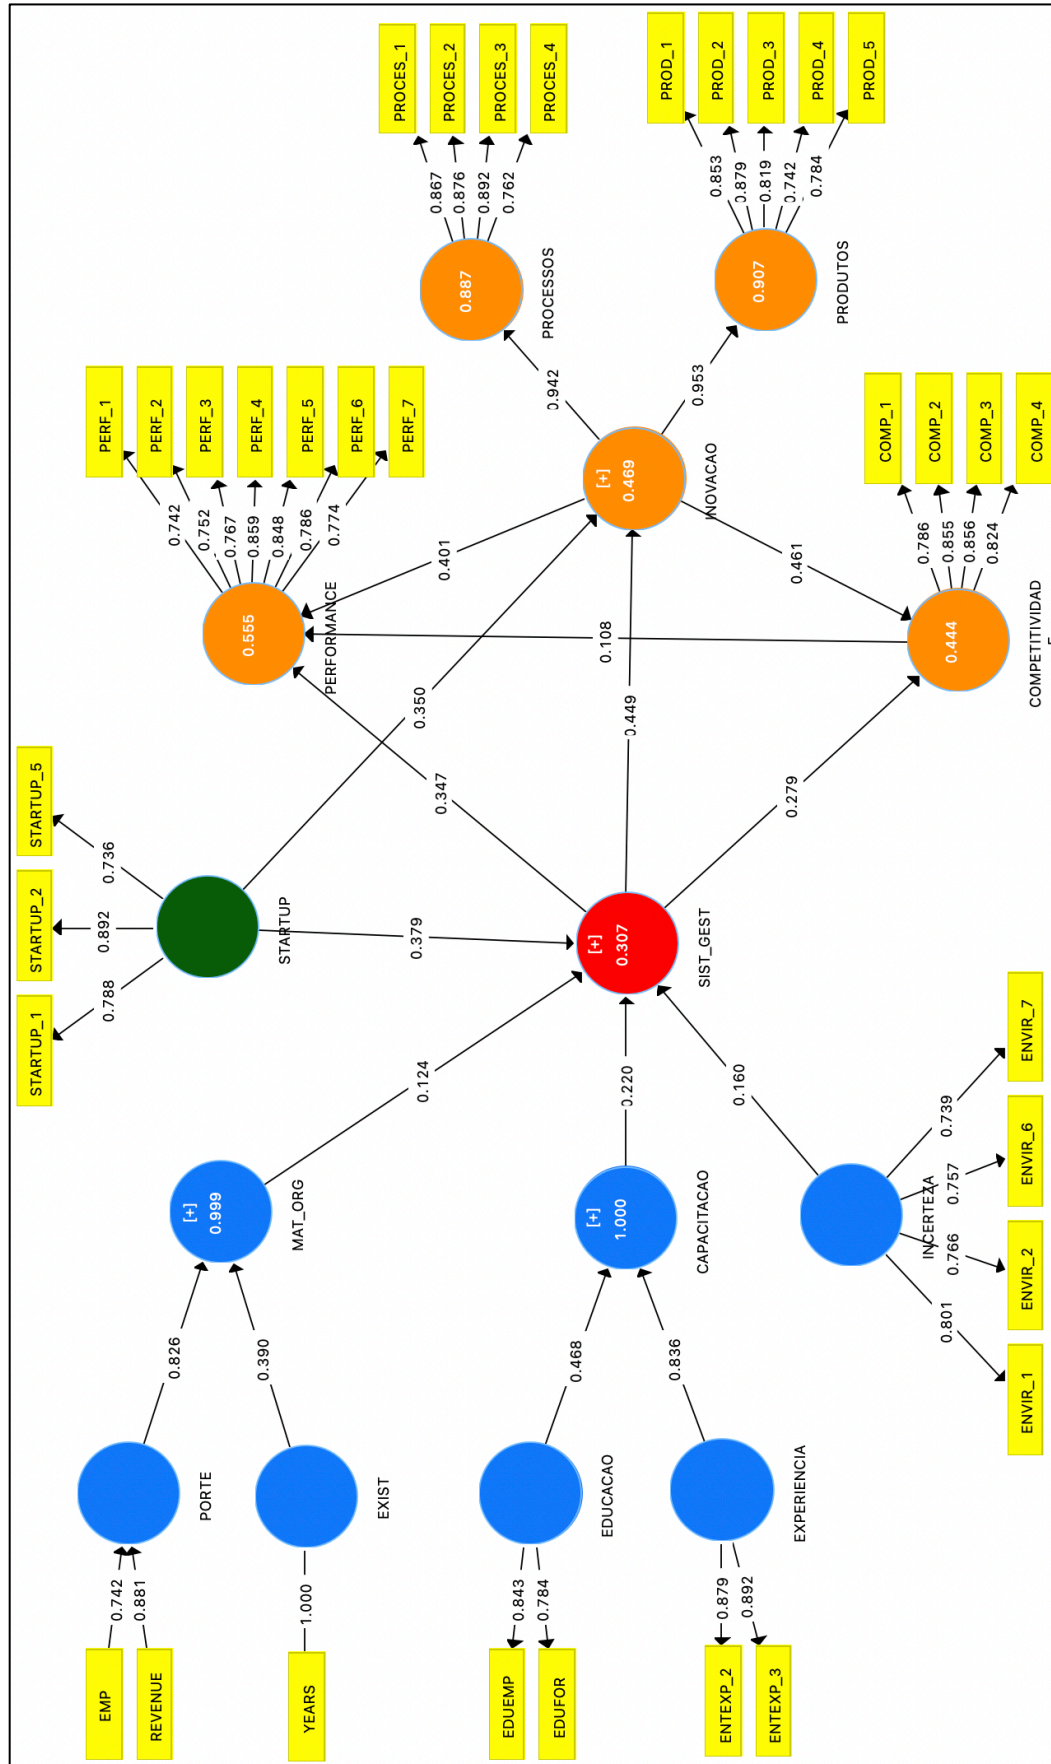 STARTUP_1
STARTUP_2
STARTUP_5
0.788
0.892
0.736
STARTUP
EMP
REVENUE
0.742
0.881
PORTE
YEARS
1.000
EXIST
0.826
0.390
[+]
0.999
MAT_ORG
0.124
0.379
0.350
0.347
EDUEMP
EDUFOR
0.843
0.784
EDUCACAO
ENTEXP_2
ENTEXP_3
0.879
0.892
EXPERIENCIA
0.468
0.836
[+]
1.000
CAPACITACAO
0.220
[+]
0.307
SIST_GEST
0.160
INCERTEZA
0.801
0.766
0.757
0.739
ENVIR_1
ENVIR_2
ENVIR_6
ENVIR_7
0.449
0.279
0.555
PERFORMANCE
0.742
0.752
0.767
0.859
0.848
0.786
0.774
PERF_1
PERF_2
PERF_3
PERF_4
PERF_5
PERF_6
PERF_7
0.401
0.108
0.461
[+]
0.469
INOVACAO
0.942
0.953
0.887
PROCESSOS
0.867
0.876
0.892
0.762
PROCES_1
PROCES_2
PROCES_3
PROCES_4
0.907
PRODUTOS
0.853
0.879
0.819
0.742
0.784
PROD_1
PROD_2
PROD_3
PROD_4
PROD_5
0.444
COMPETITIVIDAD
E
0.786
0.855
0.856
0.824
COMP_1
COMP_2
COMP_3
COMP_4